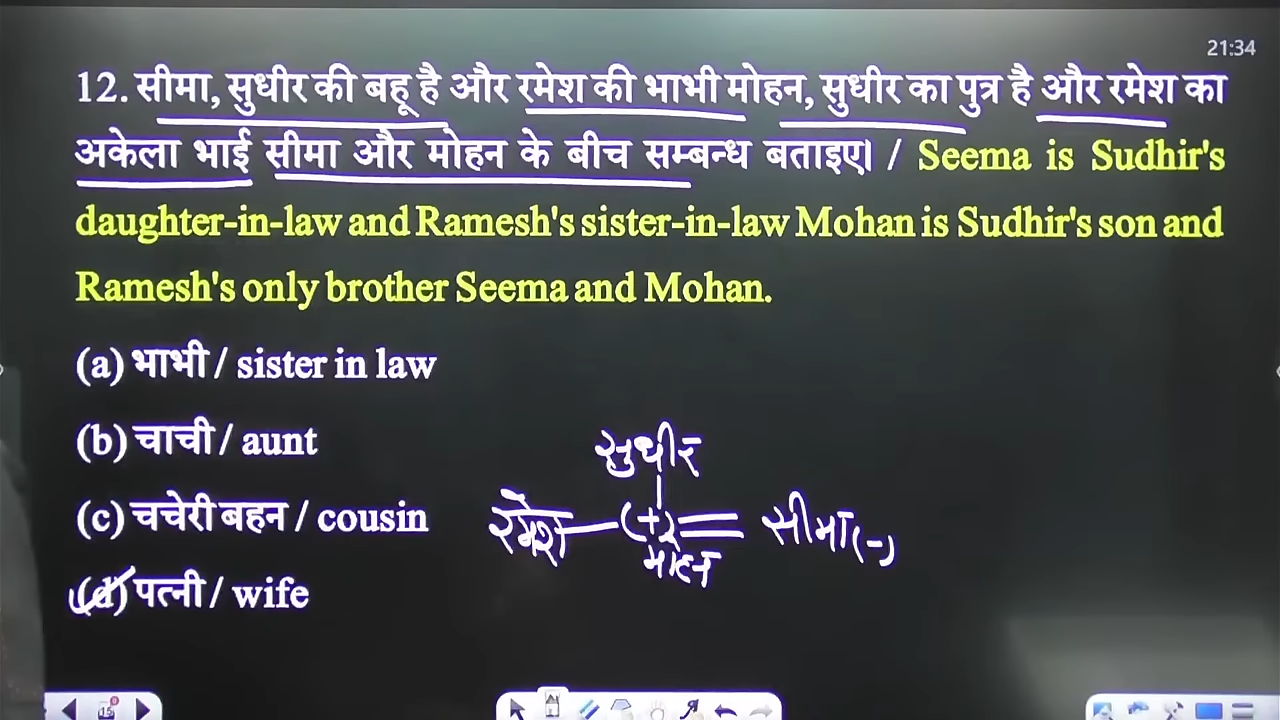 21:34
12. सीमा, सुधीर की बहू है और रमेश की भाभी मोहन, सुधीर का पुत्र है और रमेश का
अकेला भाई सीमा और मोहन के बीच सम्बन्ध बताइए। / Seema is Sudhir's
daughter-in-law and Ramesh's sister-in-law Mohan is Sudhir's son and
Ramesh's only brother Seema and Mohan.
(a) भाभी / sister in law
(b) चाची / aunt
(c) चचेरी बहन / cousin
(d) पत्नी / wife
सुधीर
रमेश (+) सीमा (-)
मोहन
15